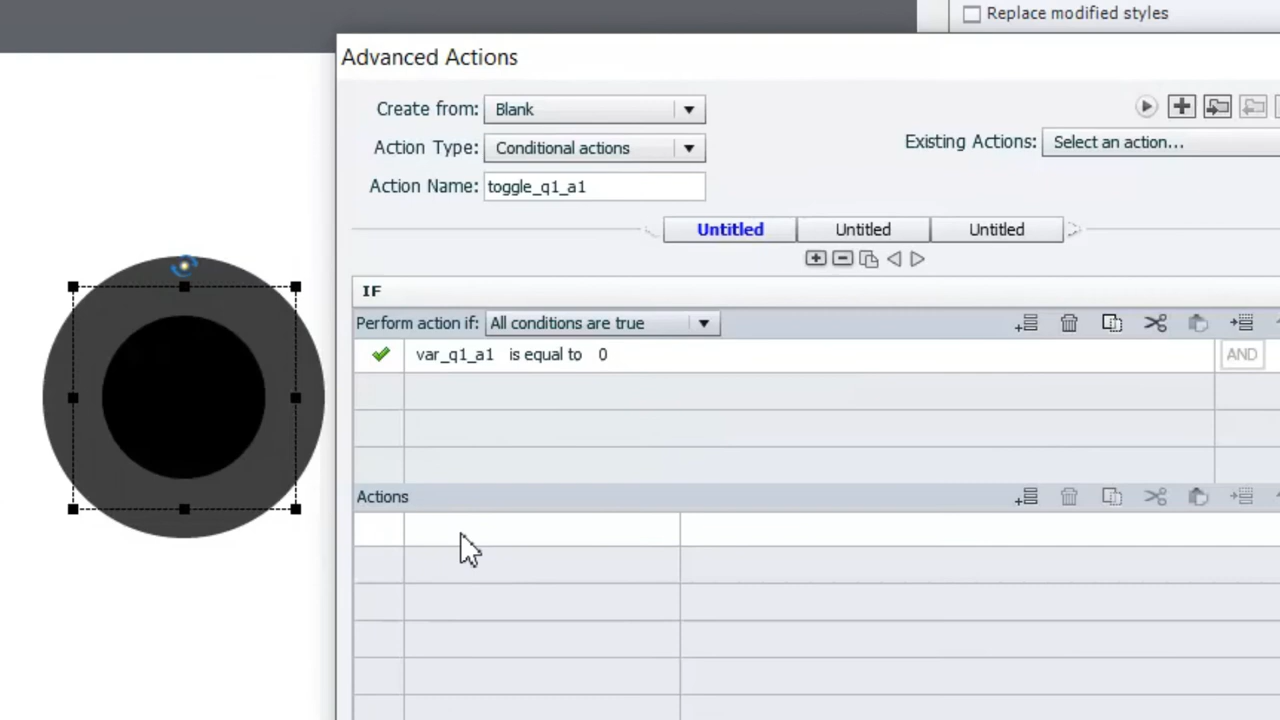 Replace modified styles
Advanced Actions
Create from: Blank
Action Type: Conditional actions
Existing Actions: Select an action...
Action Name: toggle_q1_a1
Untitled Untitled Untitled
IF
Perform action if: All conditions are true
var_q1_a1 is equal to 0 AND
Actions